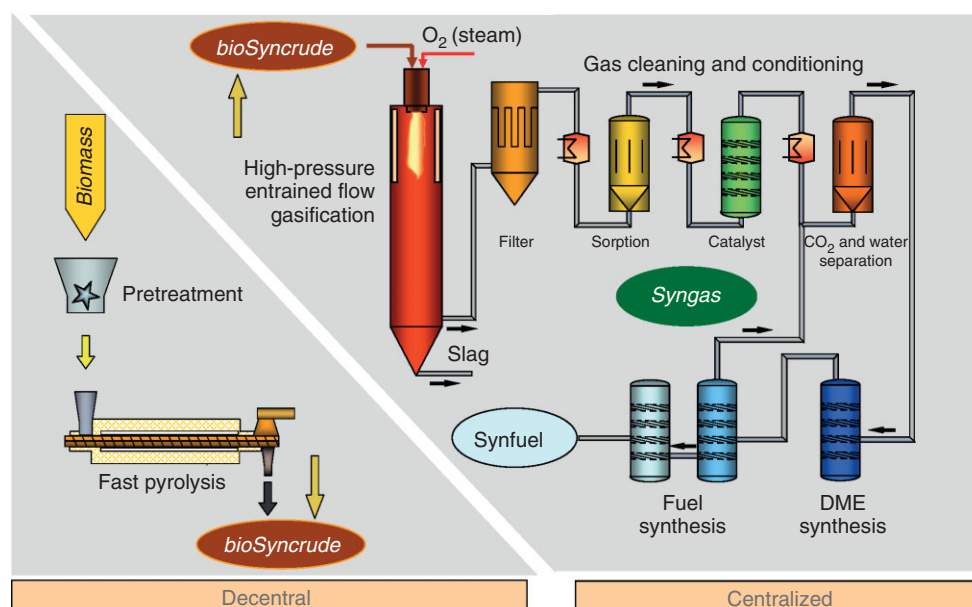 bioSyncrude
O₂ (steam)
Gas cleaning and conditioning
Biomass
High-pressure
entrained flow
gasification
Filter
Sorption
Catalyst
CO₂ and water
separation
Pretreatment
Syngas
Slag
Synfuel
Fast pyrolysis
Fuel
synthesis
DME
synthesis
bioSyncrude
Decentral
Centralized